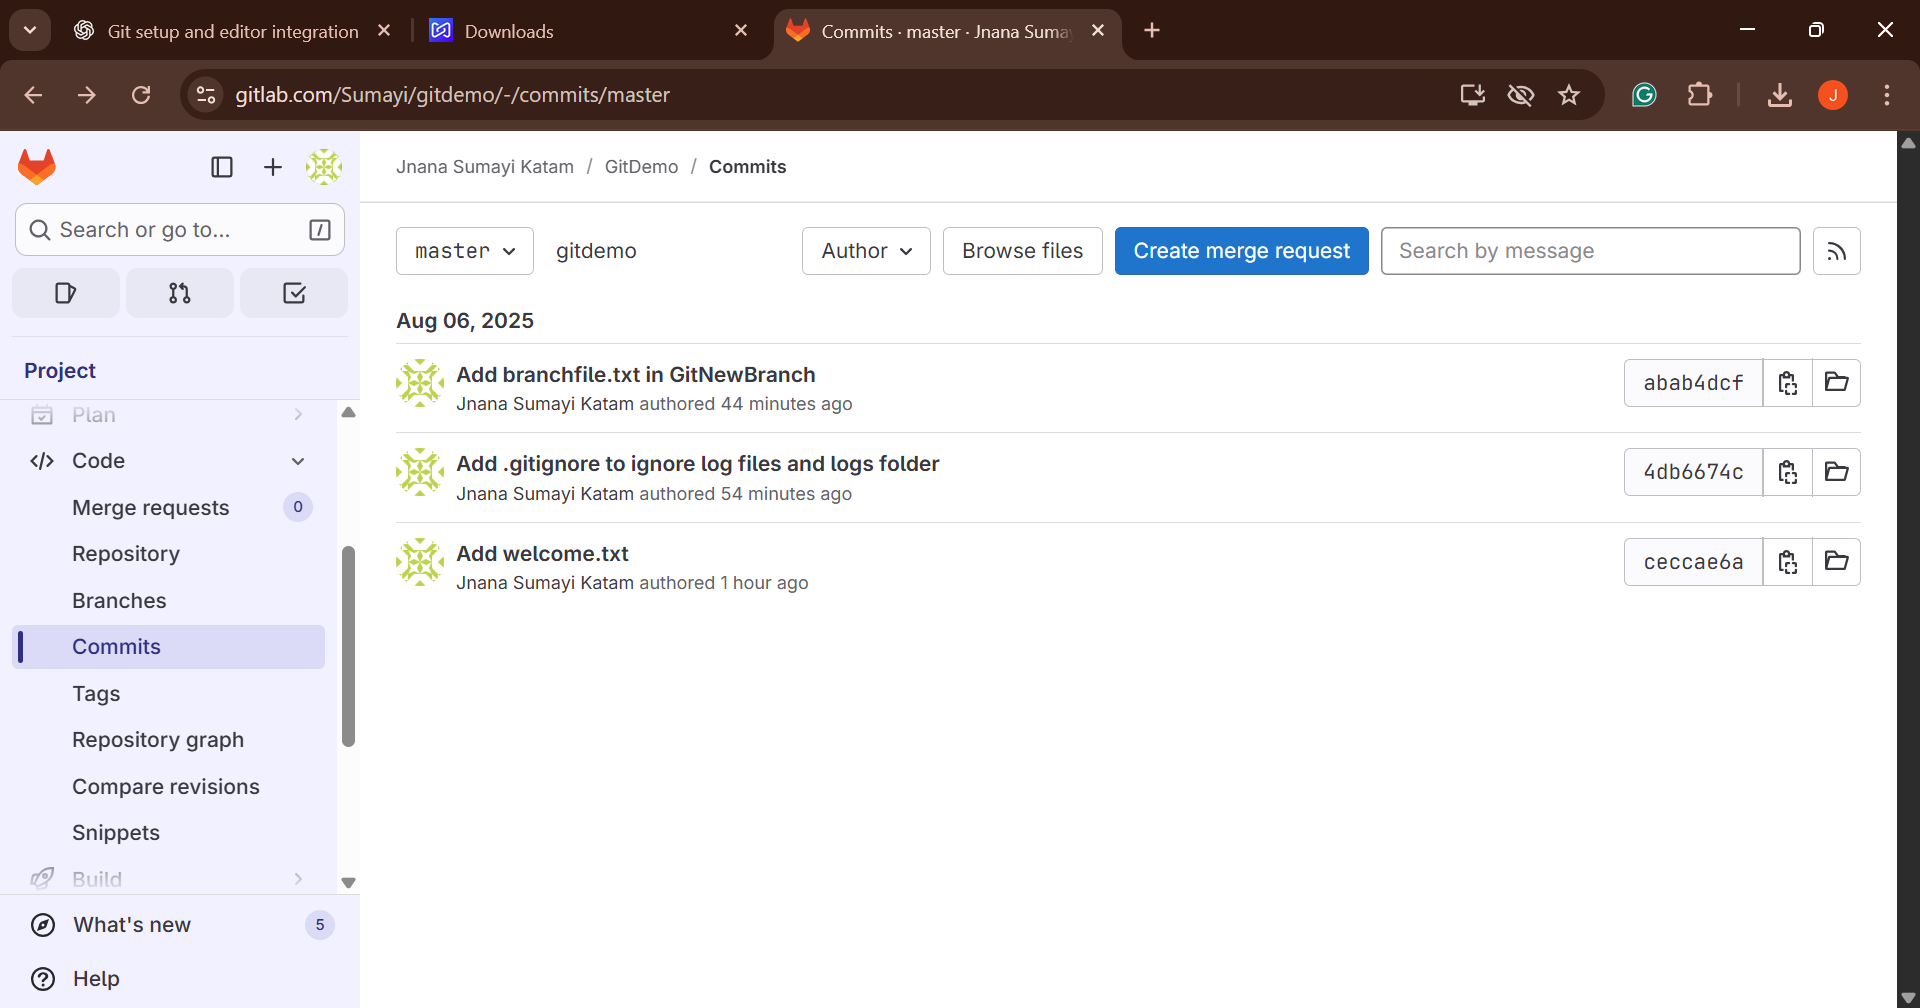 Git setup and editor integration
Downloads
Commits · master · Jnana Suma
gitlab.com/Sumayi/gitdemo/-/commits/master
J
Jnana Sumayi Katam / GitDemo / Commits
Search or go to...
/
master
gitdemo
Author
Browse files
Create merge request
Search by message
Project
Plan
Code
Merge requests
0
Repository
Branches
Commits
Tags
Repository graph
Compare revisions
Snippets
Build
What's new
5
Help
Aug 06, 2025
Add branchfile.txt in GitNewBranch
Jnana Sumayi Katam authored 44 minutes ago
abab4dcf
Add .gitignore to ignore log files and logs folder
Jnana Sumayi Katam authored 54 minutes ago
4db6674c
Add welcome.txt
Jnana Sumayi Katam authored 1 hour ago
ceccae6a